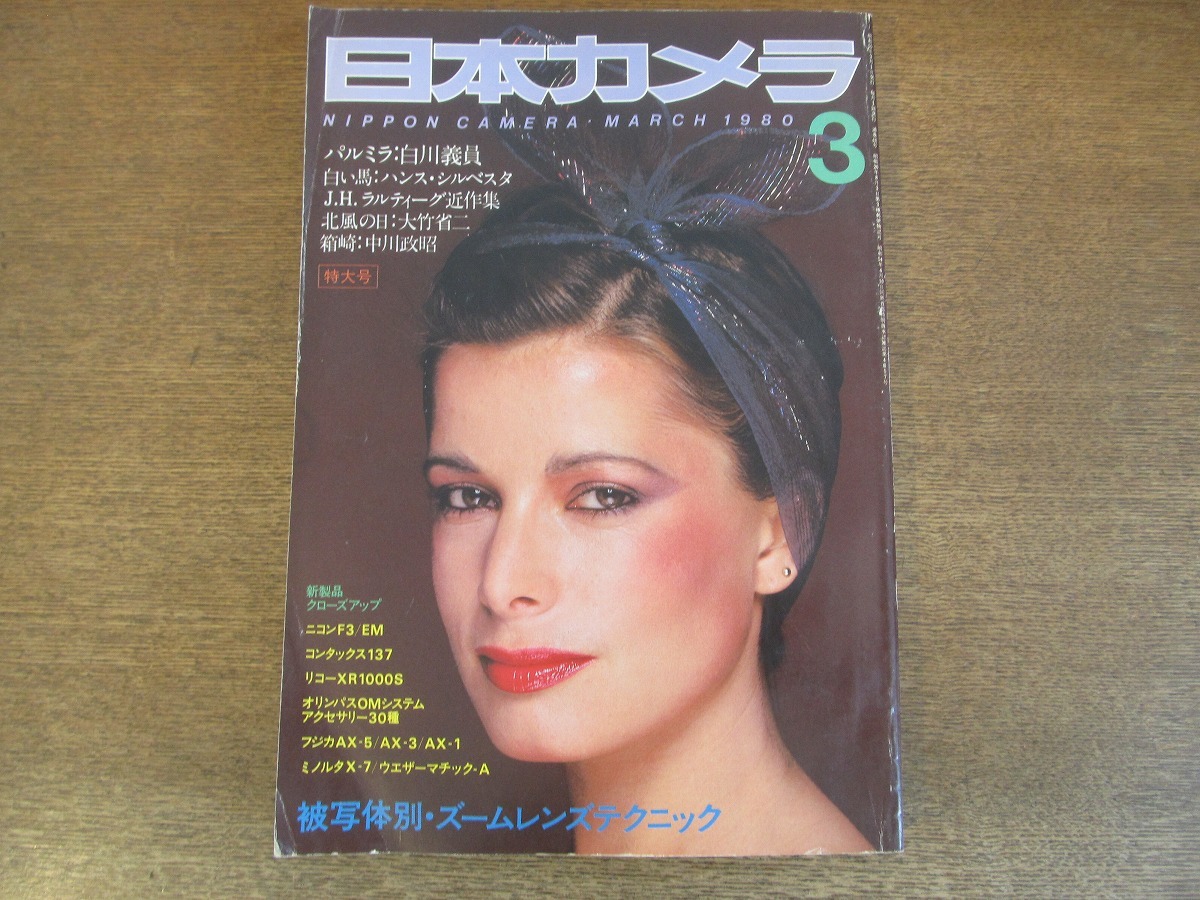 日本カメラ
NIPPON CAMERA・MARCH 1980
3
パルミラ:白川義員
白い馬:ハンス・シルベスタ
J.H.ラルティーグ近作集
北風の日:大竹省二
箱崎:中川政昭
特大号
新製品
クローズアップ
ニコンF3/EM
コンタックス137
リコーXR1000S
オリンパスOMシステム
アクセサリー30種
フジカAX-5/AX-3/AX-1
ミノルタX-7/ウエザーマチック-A
被写体別・ズームレンズテクニック